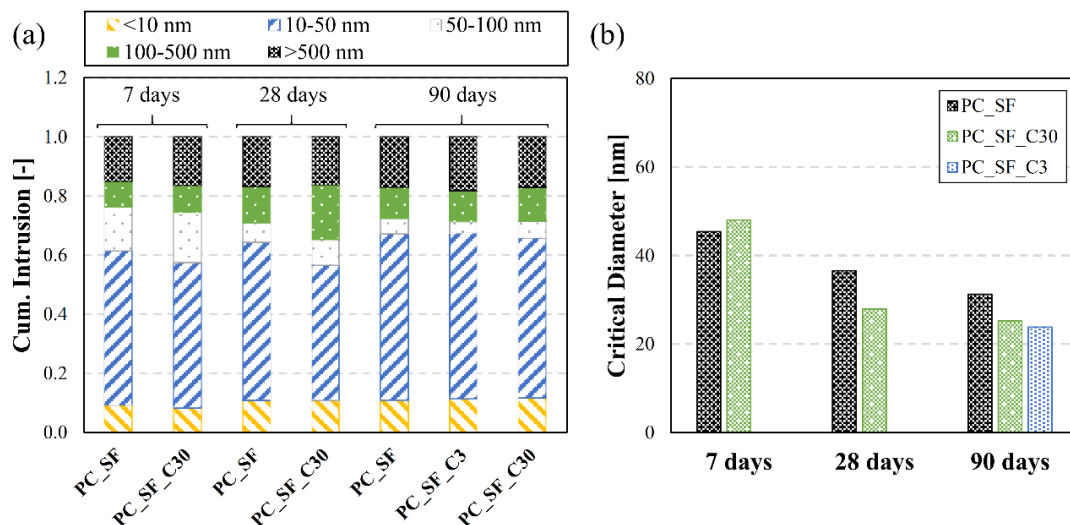 (a)
<10 nm 10-50 nm 50-100 nm
100-500 nm >500 nm
Cum. Intrusion [-]
1.2
1.0
0.8
0.6
0.4
0.2
0.0
7 days 28 days 90 days
PC_SF PC_SF_C30 PC_SF PC_SF_C30 PC_SF PC_SF_C3 PC_SF_C30
(b)
Critical Diameter [nm]
80
60
40
20
0
PC_SF
PC_SF_C30
PC_SF_C3
7 days 28 days 90 days